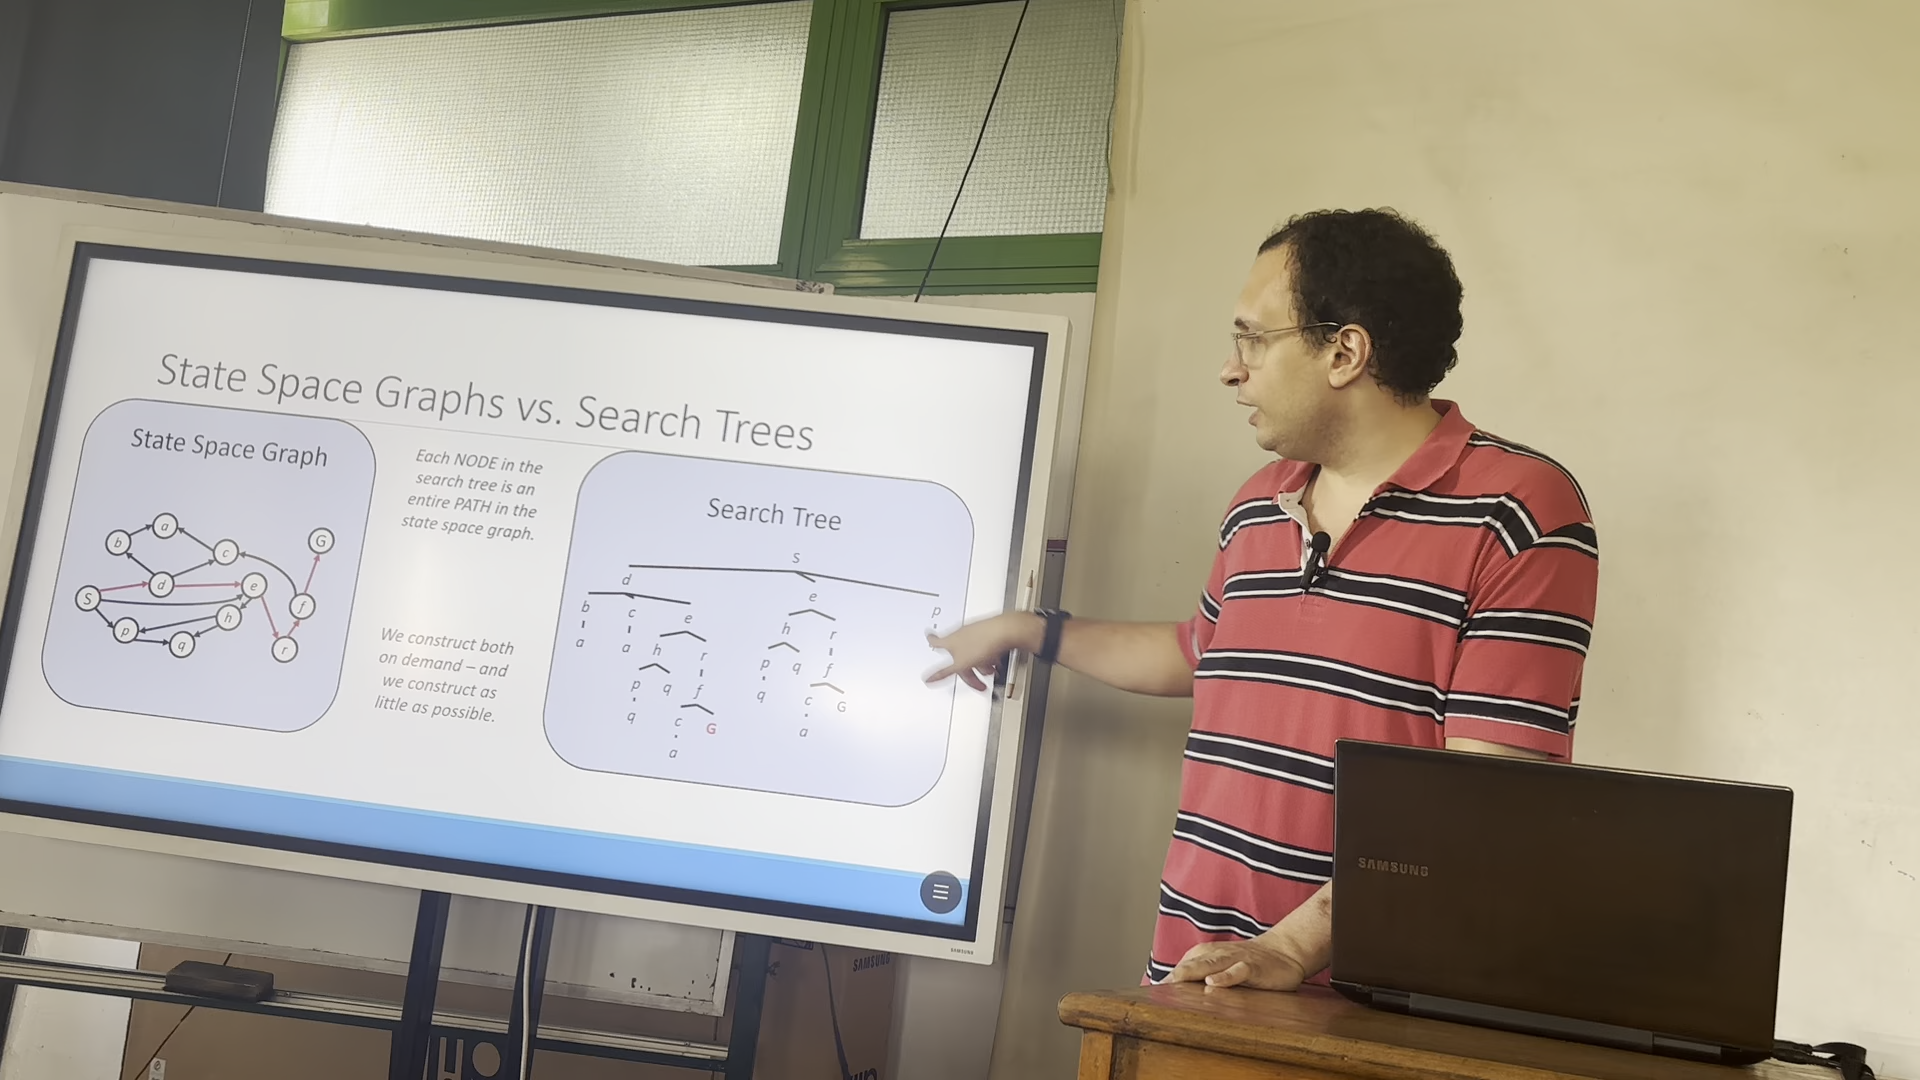 State Space Graphs vs. Search Trees
State Space Graph
a
b
c
G
d
e
S
f
h
p
q
r
Each NODE in the
search tree is an
entire PATH in the
state space graph.
We construct both
on demand – and
we construct as
little as possible.
Search Tree
S
d
e
p
b
c
e
h
r
a
a
h
r
p
q
f
p
q
f
q
c
G
q
c
G
a
a
SAMSUNG
SAMSUNG
SAMSUNG